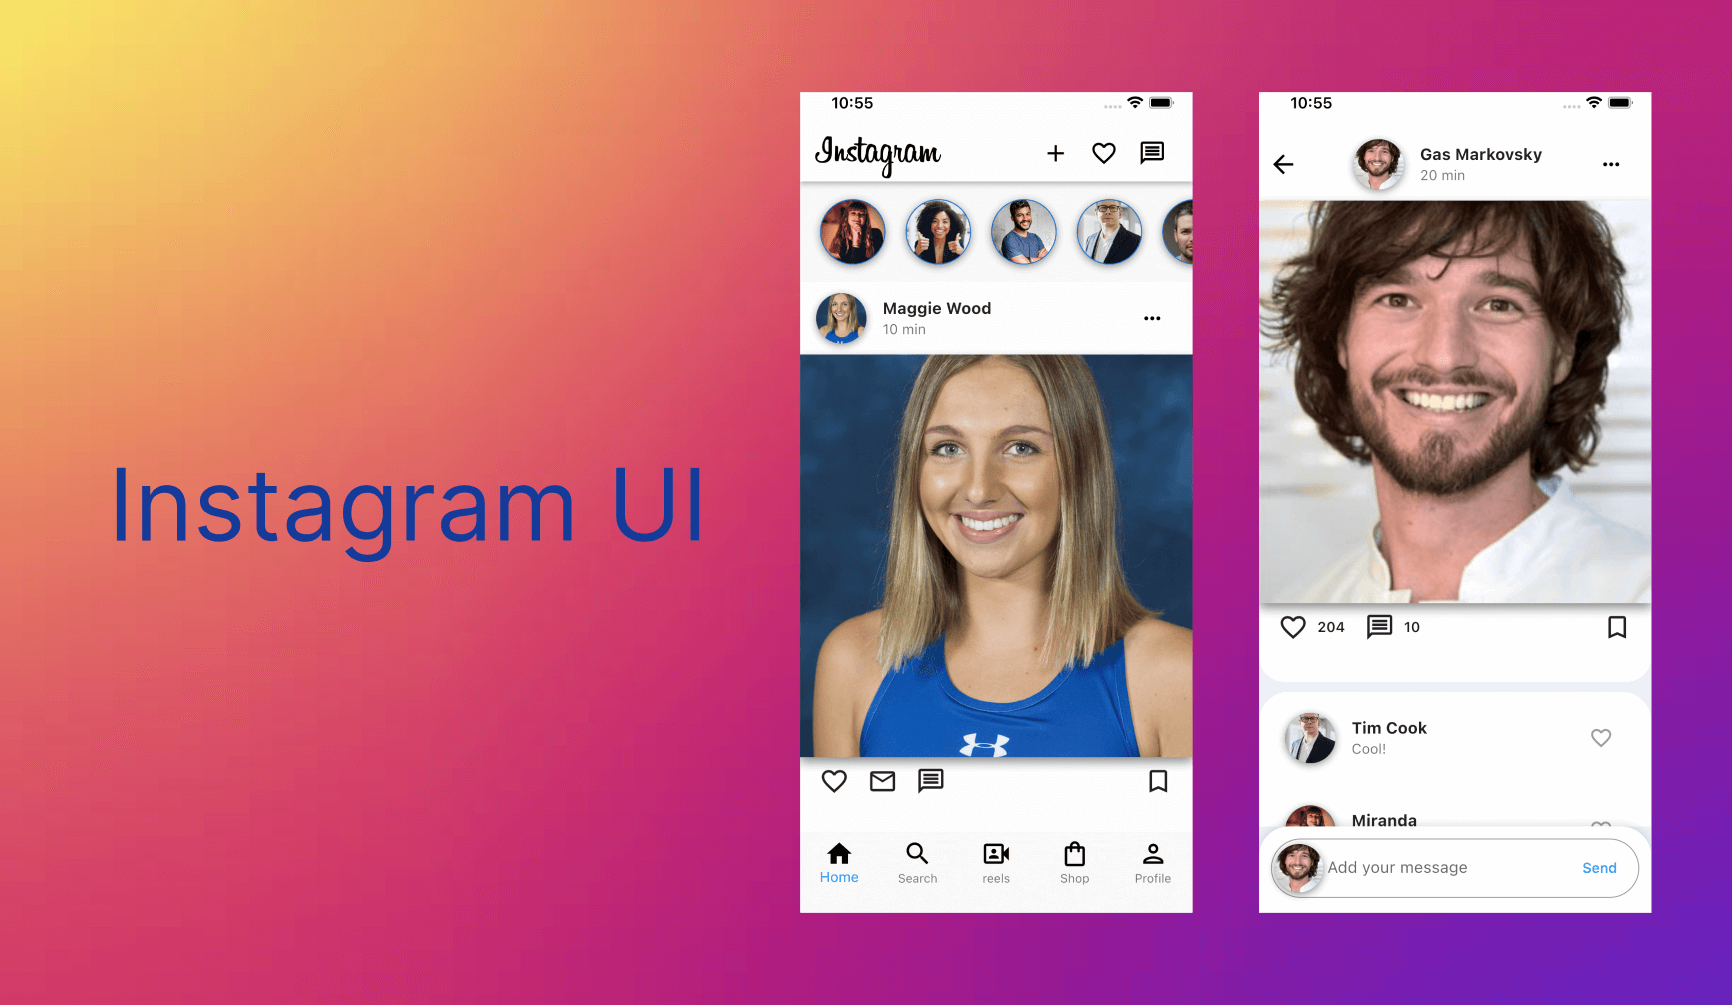 Instagram UI
10:55
Instagram
Maggie Wood
10 min
Home
Search
reels
Shop
Profile
10:55
Gas Markovsky
20 min
204
10
Tim Cook
Cool!
Miranda
Add your message
Send